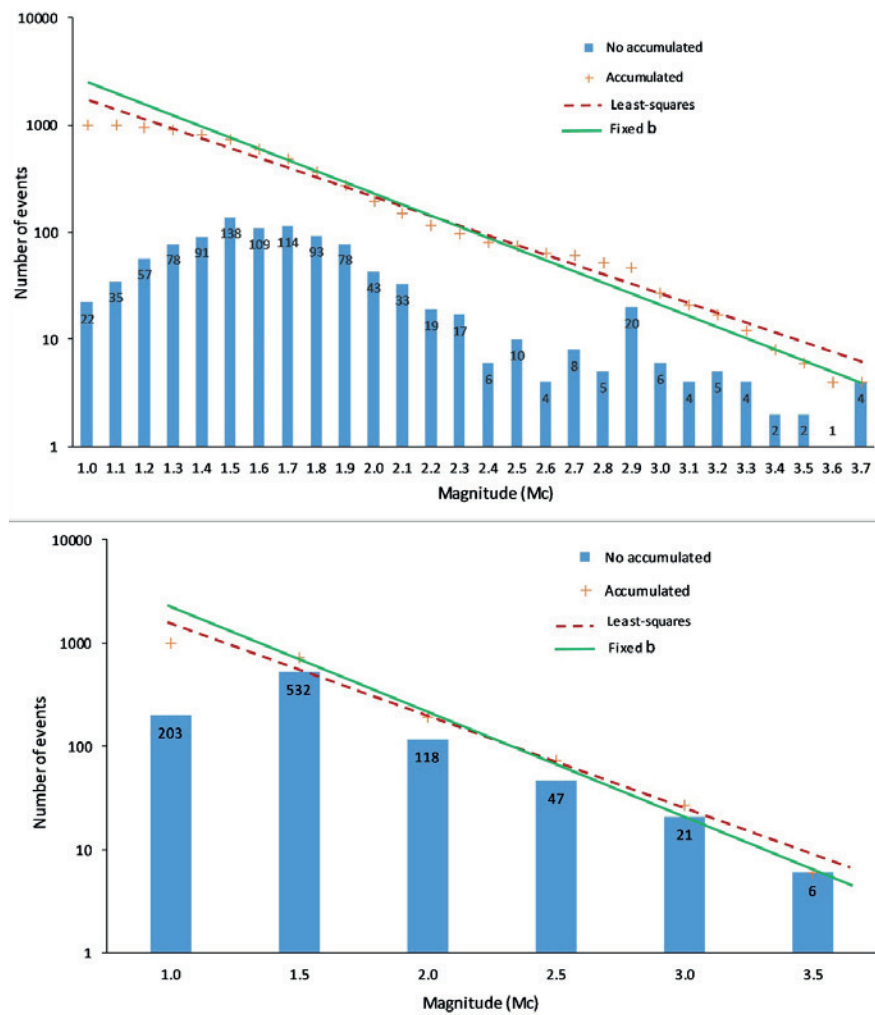 10000
1000
100
10
1
Number of events
No accumulated
Accumulated
Least-squares
Fixed b
22 35 57 78 91 138 109 114 93 78 43 33 19 17 6 10 4 8 5 20 6 4 5 4 2 2 1 4
1.0 1.1 1.2 1.3 1.4 1.5 1.6 1.7 1.8 1.9 2.0 2.1 2.2 2.3 2.4 2.5 2.6 2.7 2.8 2.9 3.0 3.1 3.2 3.3 3.4 3.5 3.6 3.7
Magnitude (Mc)
10000
1000
100
10
1
Number of events
No accumulated
Accumulated
Least-squares
Fixed b
203 532 118 47 21 6
1.0 1.5 2.0 2.5 3.0 3.5
Magnitude (Mc)